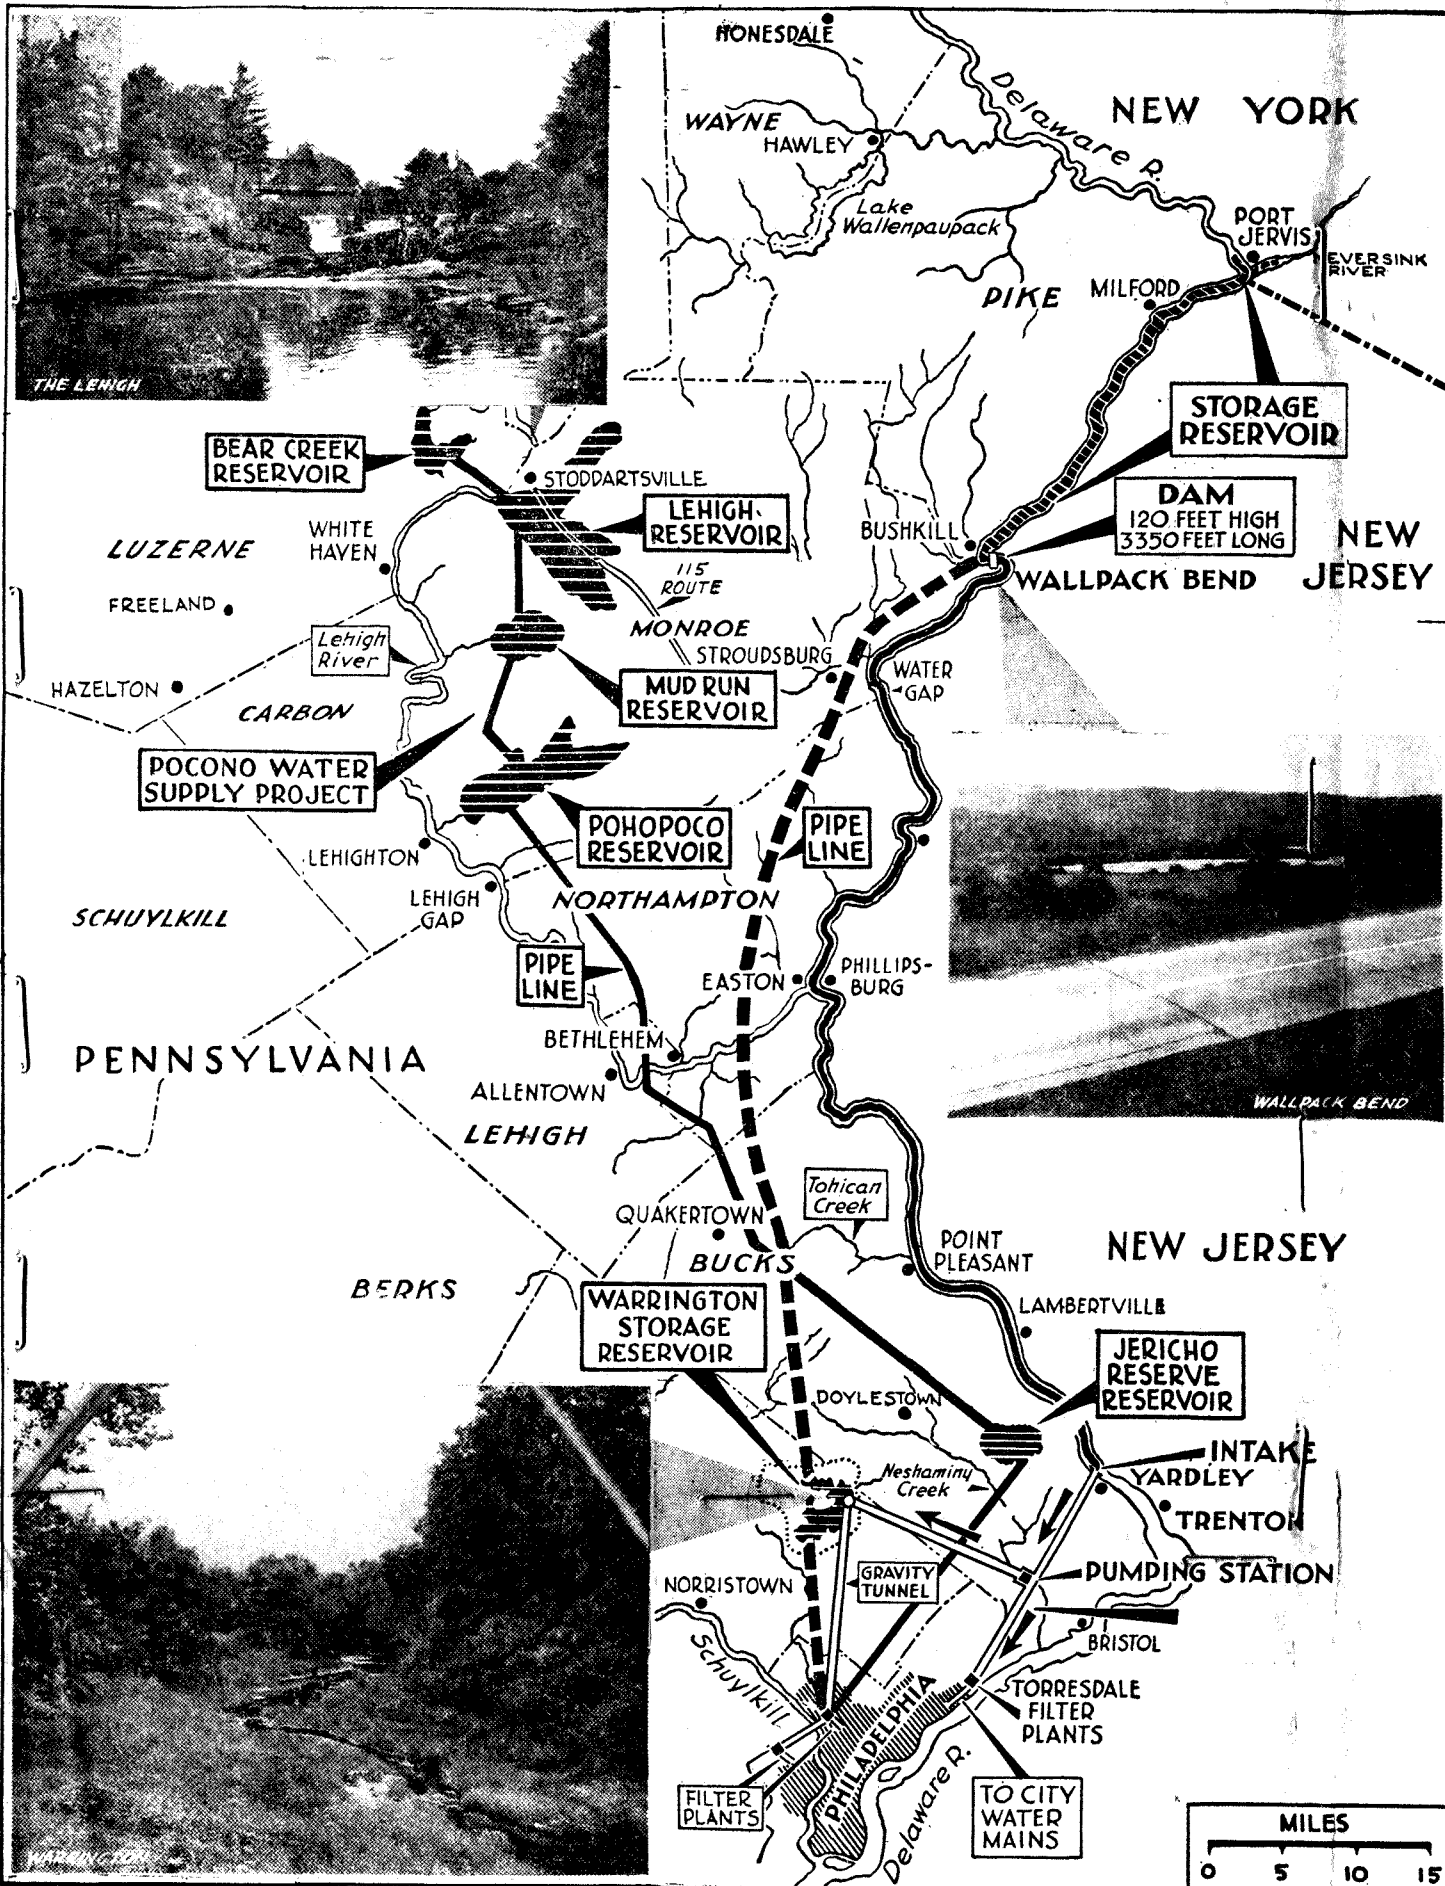 HONESDALE
Delaware R.
NEW YORK
WAYNE
HAWLEY
Lake
Wallenpaupack
PORT
JERVIS
EVERSINK
RIVER
PIKE
MILFORD
THE LEHIGH
STORAGE
RESERVOIR
BEAR CREEK
RESERVOIR
STODDARTSVILLE
LEHIGH
RESERVOIR
DAM
120 FEET HIGH
3350 FEET LONG
BUSHKILL
NEW
JERSEY
WHITE
HAVEN
LUZERNE
115
ROUTE
WALLPACK BEND
FREELAND
Lehigh
River
MONROE
STROUDSBURG
WATER
GAP
HAZELTON
MUD RUN
RESERVOIR
CARBON
POCONO WATER
SUPPLY PROJECT
POHOPOCO
RESERVOIR
PIPE
LINE
LEHIGHTON
LEHIGH
GAP
NORTHAMPTON
SCHUYLKILL
PIPE
LINE
EASTON
PHILLIPS-
BURG
BETHLEHEM
PENNSYLVANIA
ALLENTOWN
WALLPACK BEND
LEHIGH
Tohican
Creek
QUAKERTOWN
POINT
PLEASANT
NEW JERSEY
BUCKS
BERKS
WARRINGTON
STORAGE
RESERVOIR
LAMBERTVILLE
JERICHO
RESERVE
RESERVOIR
DOYLESTOWN
INTAKE
YARDLEY
Neshaminy
Creek
TRENTON
GRAVITY
TUNNEL
PUMPING STATION
NORRISTOWN
BRISTOL
Schuylkill
TORRESDALE
FILTER
PLANTS
PHILADELPHIA
FILTER
PLANTS
Delaware R.
TO CITY
WATER
MAINS
WARRINGTON
MILES
0 5 10 15